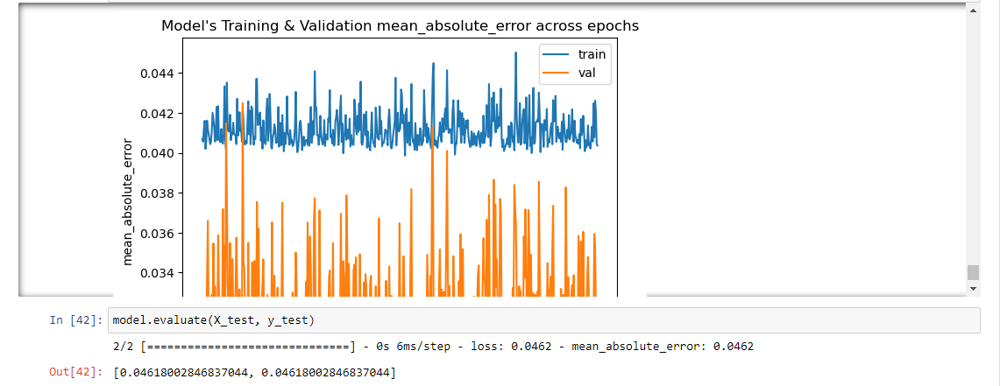 Model's Training & Validation mean_absolute_error across epochs
train
val
0.044
0.042
0.040
0.038
0.036
0.034
mean_absolute_error
In [42]: model.evaluate(X_test, y_test)
2/2 [==============================] - 0s 6ms/step - loss: 0.0462 - mean_absolute_error: 0.0462
Out[42]: [0.04618002846837044, 0.04618002846837044]